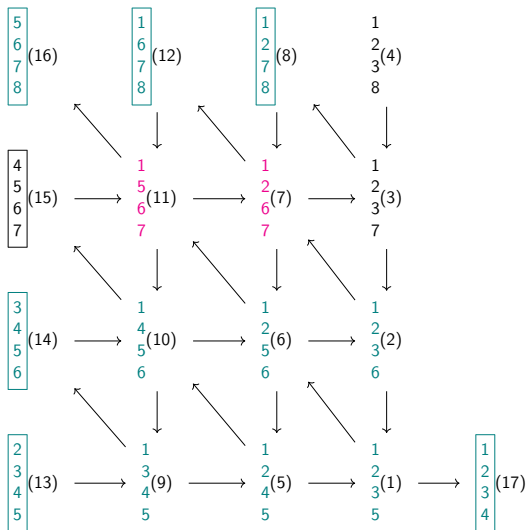 5 1 1 1
6 6 2 2
(16) (12) (8) (4)
7 7 7 3
8 8 8 8
4 1 1 1
5 5 2 2
(15) (11) (7) (3)
6 6 6 3
7 7 7 7
3 1 1 1
4 4 2 2
(14) (10) (6) (2)
5 5 5 3
6 6 6 6
2 1 1 1 1
3 3 2 2 2
(13) (9) (5) (1) (17)
4 4 4 3 3
5 5 5 5 4